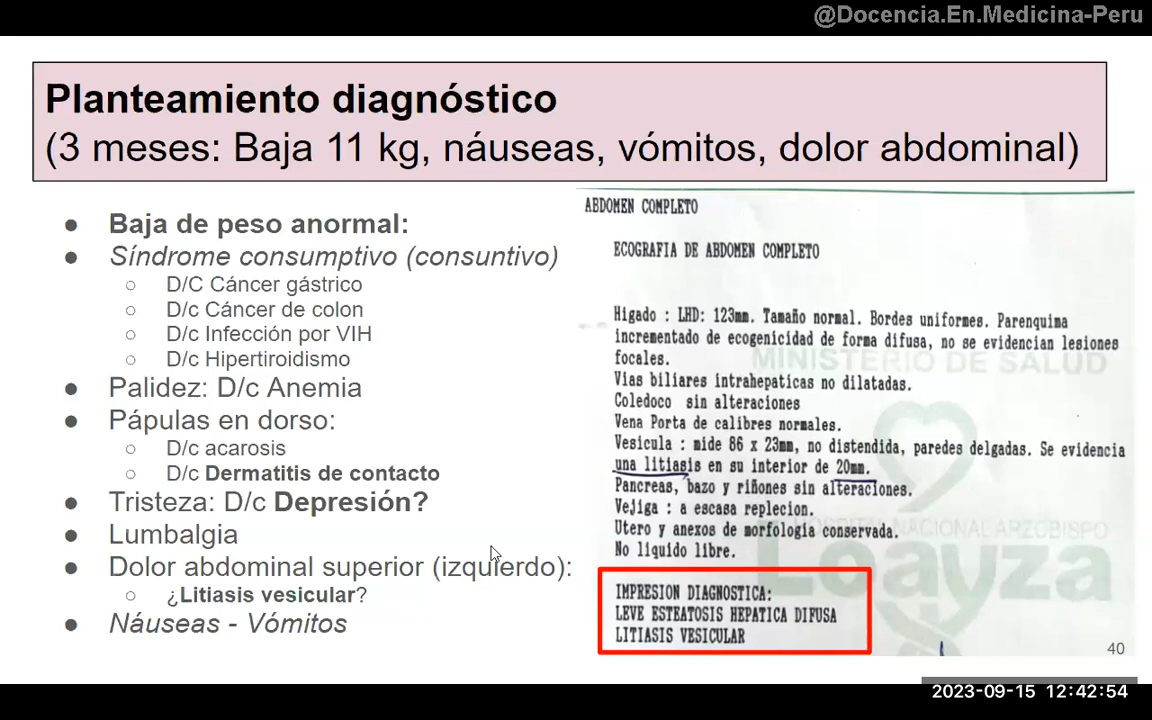 @Docencia.En.Medicina-Peru
Planteamiento diagnóstico
(3 meses: Baja 11 kg, náuseas, vómitos, dolor abdominal)
● Baja de peso anormal:
● Síndrome consumptivo (consuntivo)
○ D/C Cáncer gástrico
○ D/c Cáncer de colon
○ D/c Infección por VIH
○ D/c Hipertiroidismo
● Palidez: D/c Anemia
● Pápulas en dorso:
○ D/c acarosis
○ D/c Dermatitis de contacto
● Tristeza: D/c Depresión?
● Lumbalgia
● Dolor abdominal superior (izquierdo):
○ ¿Litiasis vesicular?
● Náuseas - Vómitos
ABDOMEN COMPLETO
ECOGRAFIA DE ABDOMEN COMPLETO
Higado : LHD: 123mm. Tamaño normal. Bordes uniformes. Parenquima
incrementado de ecogenicidad de forma difusa, no se evidencian lesiones
focales.
MINISTERIO DE SALUD
Vias biliares intrahepaticas no dilatadas.
Coledoco sin alteraciones
Vena Porta de calibres normales.
Vesicula : mide 86 x 23mm, no distendida, paredes delgadas. Se evidencia
una litiasis en su interior de 20mm.
Pancreas, bazo y riñones sin alteraciones.
Vejiga : a escasa replecion.
Utero y anexos de morfologia conservada.
HOSPITAL NACIONAL ARZOBISPO
Loayza
No liquido libre.
IMPRESION DIAGNOSTICA:
LEVE ESTEATOSIS HEPATICA DIFUSA
LITIASIS VESICULAR
40
2023-09-15 12:42:54